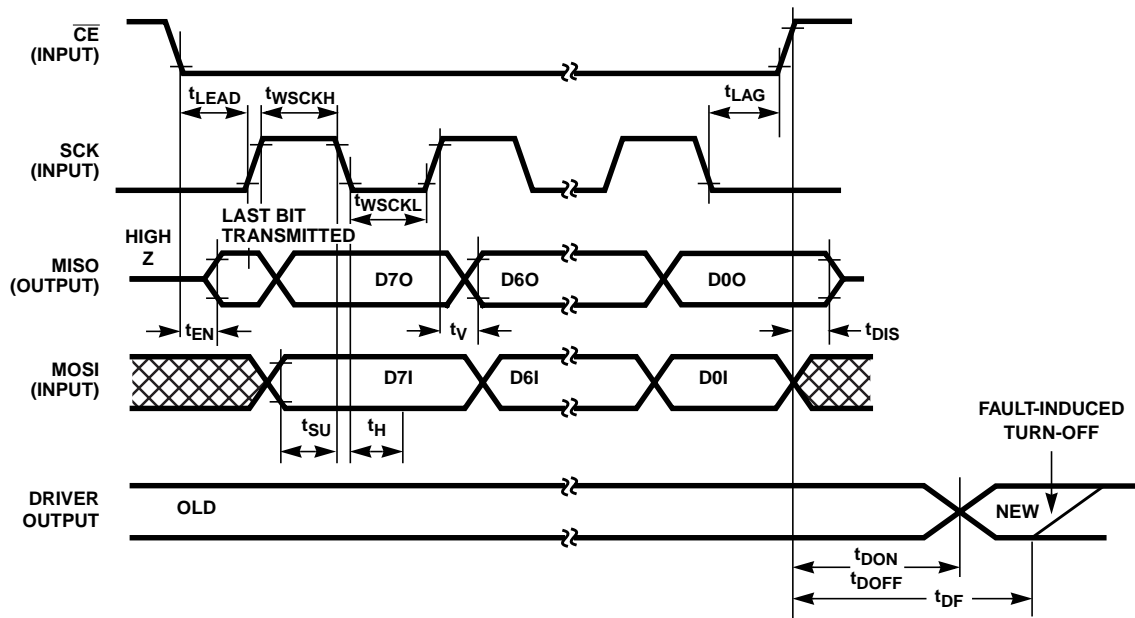 CE
(INPUT)
tLEAD
tWSCKH
tLAG
SCK
(INPUT)
tWSCKL
LAST BIT
TRANSMITTED
HIGH
Z
MISO
(OUTPUT)
D7O
D6O
D0O
tEN
tV
tDIS
MOSI
(INPUT)
D7I
D6I
D0I
tSU
tH
FAULT-INDUCED
TURN-OFF
DRIVER
OUTPUT
OLD
NEW
tDON
tDOFF
tDF